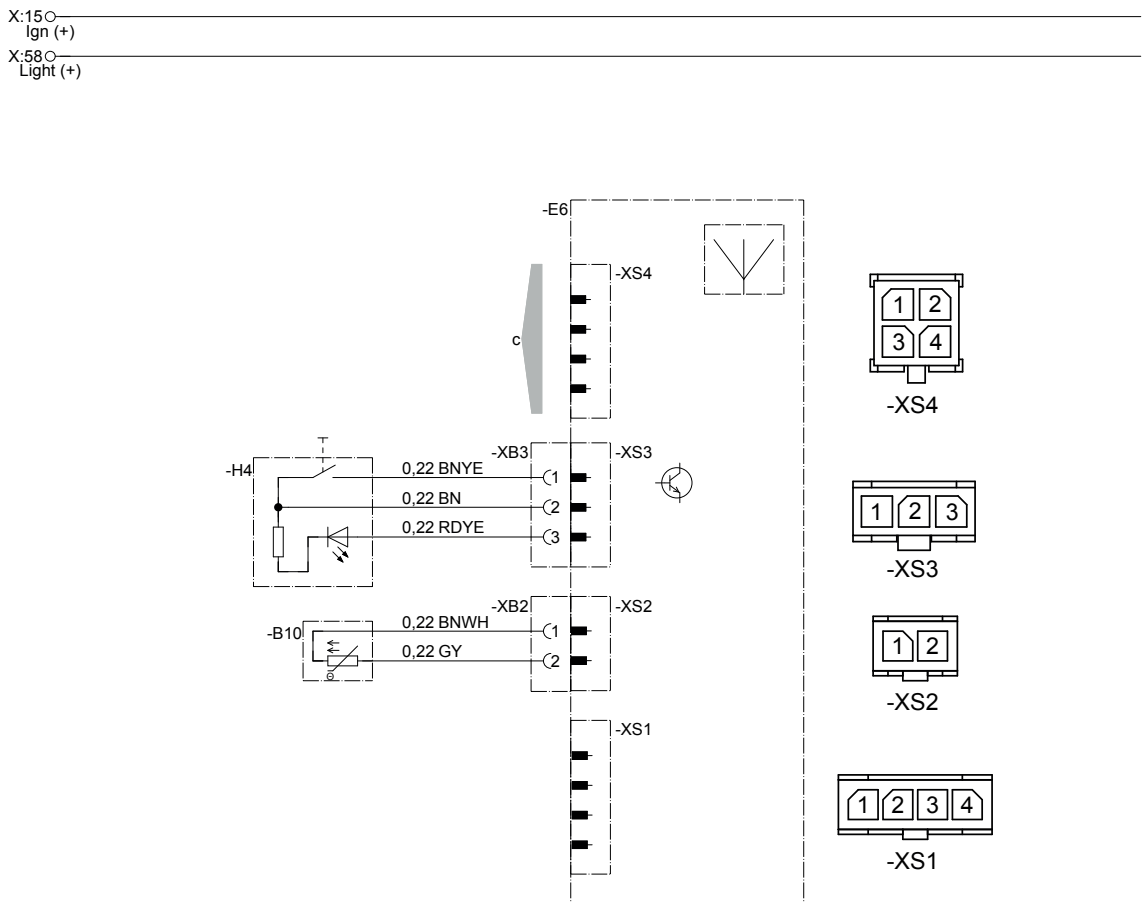 X:15
Ign (+)
X:58
Light (+)
-E6
-XS4
c
1 2
3 4
-XS4
-XB3 -XS3
-H4
0,22 BNYE 1
0,22 BN 2
0,22 RDYE 3
1 2 3
-XS3
-XB2 -XS2
-B10
0,22 BNWH 1
0,22 GY 2
1 2
-XS2
-XS1
1 2 3 4
-XS1